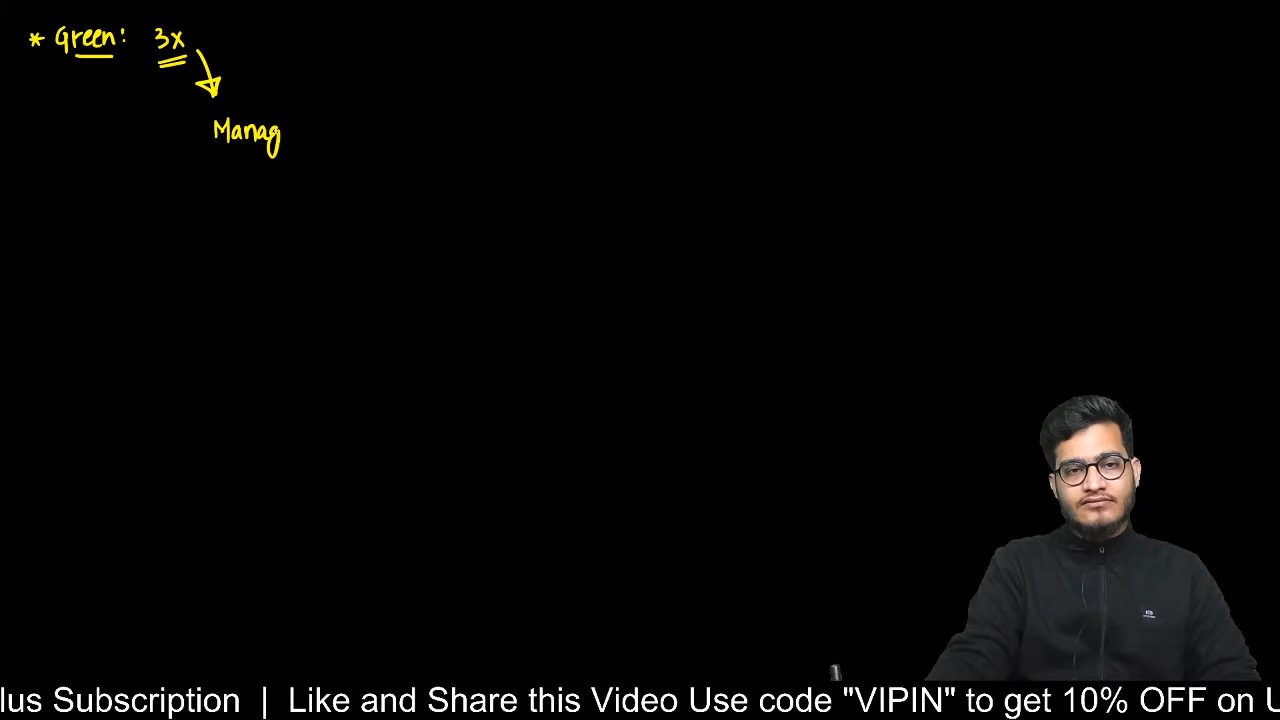 * Green: 3x
Manag
lus Subscription | Like and Share this Video Use code "VIPIN" to get 10% OFF on U